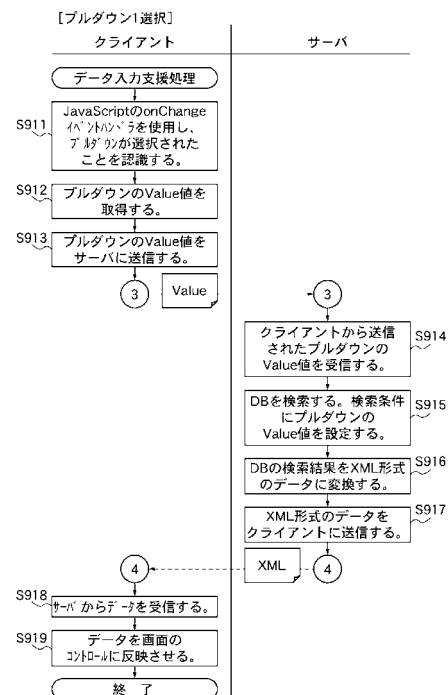 [プルダウン1選択]
クライアント
サーバ
データ入力支援処理
S911
JavaScriptのonChange
イベントハンドラを使用し、
プルダウンが選択された
ことを認識する。
S912
プルダウンのValue値を
取得する。
S913
プルダウンのValue値を
サーバに送信する。
3
Value
3
クライアントから送信
されたプルダウンの
Value値を受信する。
S914
DBを検索する。検索条件
にプルダウンの
Value値を設定する。
S915
DBの検索結果をXML形式
のデータに変換する。
S916
XML形式のデータを
クライアントに送信する。
S917
4
XML
4
S918
サーバからデータを受信する。
S919
データを画面の
コントロールに反映させる。
終 了